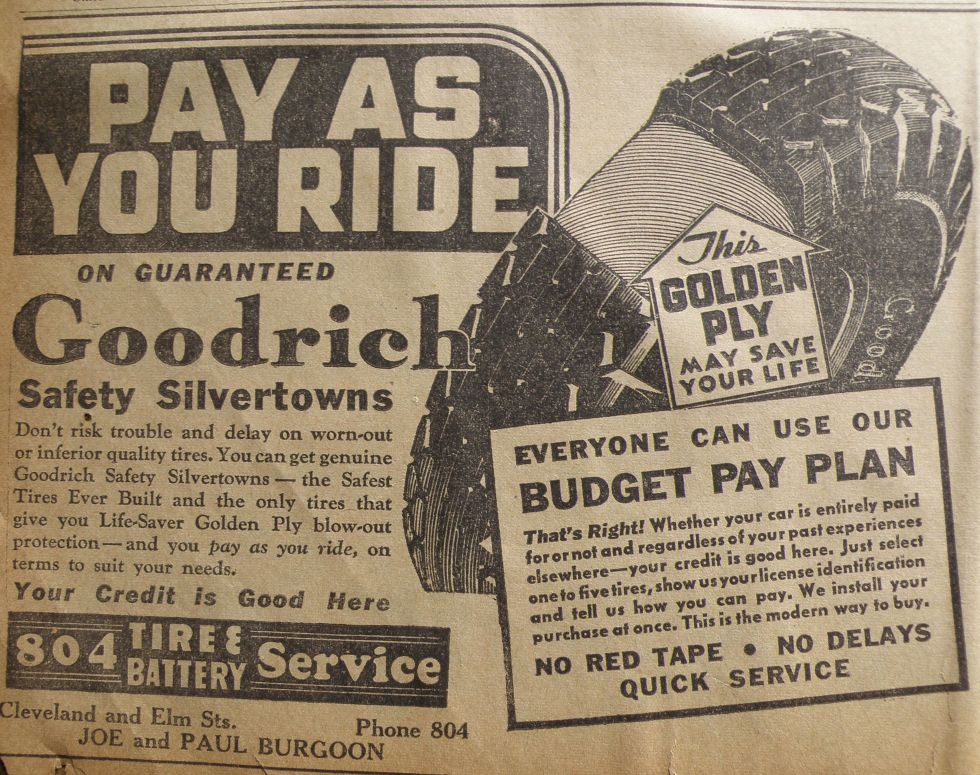 PAY AS
YOU RIDE
ON GUARANTEED
Goodrich
Safety Silvertowns
Don't risk trouble and delay on worn-out
or inferior quality tires. You can get genuine
Goodrich Safety Silvertowns — the Safest
Tires Ever Built and the only tires that
give you Life-Saver Golden Ply blow-out
protection — and you pay as you ride, on
terms to suit your needs.
Your Credit is Good Here
804 TIRE & BATTERY Service
Cleveland and Elm Sts.
Phone 804
JOE and PAUL BURGOON
This
GOLDEN
PLY
MAY SAVE
YOUR LIFE
Good
EVERYONE CAN USE OUR
BUDGET PAY PLAN
That's Right! Whether your car is entirely paid
for or not and regardless of your past experiences
elsewhere—your credit is good here. Just select
one to five tires, show us your license identification
and tell us how you can pay. We install your
purchase at once. This is the modern way to buy.
NO RED TAPE • NO DELAYS
QUICK SERVICE